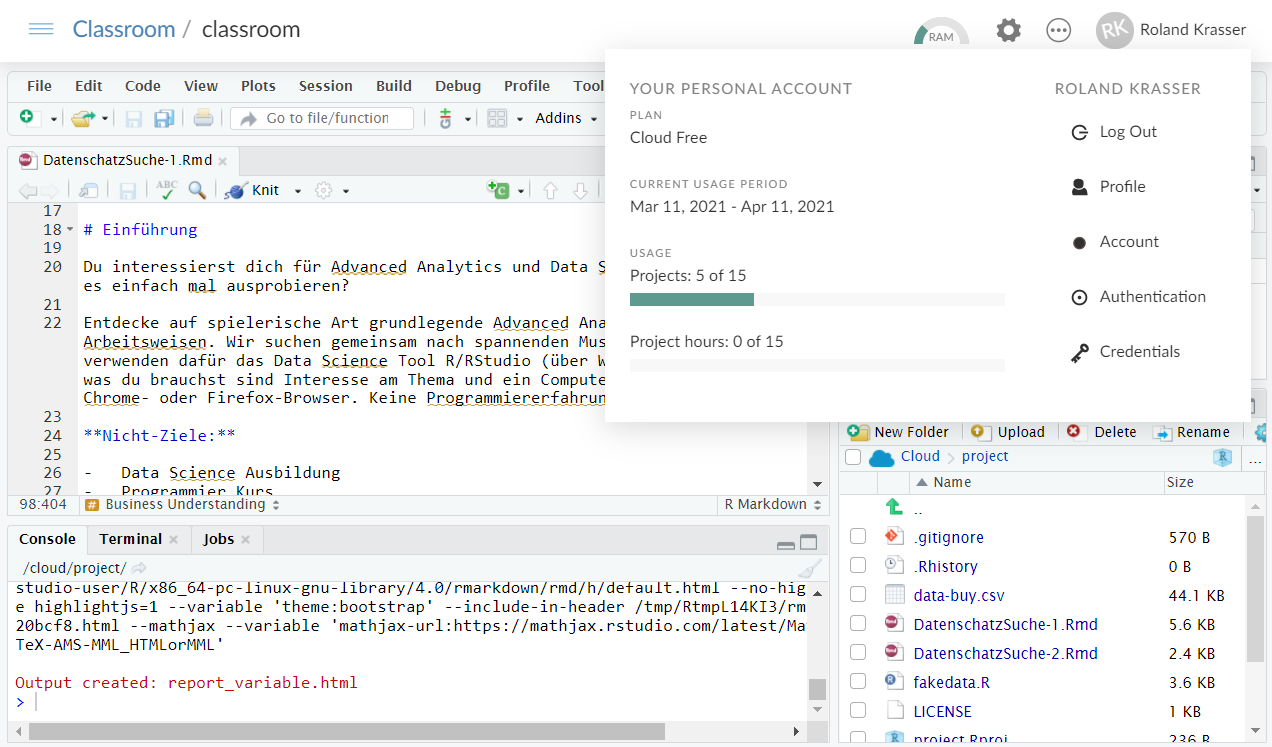 Classroom / classroom
RAM
RK
Roland Krasser
File Edit Code View Plots Session Build Debug Profile Tool
Go to file/function
Addins
DatenschatzSuche-1.Rmd
ABC
Knit
17
18 # Einführung
19
20 Du interessierst dich für Advanced Analytics und Data S
es einfach mal ausprobieren?
21
22 Entdecke auf spielerische Art grundlegende Advanced Ana
Arbeitsweisen. Wir suchen gemeinsam nach spannenden Mus
verwenden dafür das Data Science Tool R/RStudio (über W
was du brauchst sind Interesse am Thema und ein Compute
Chrome- oder Firefox-Browser. Keine Programmiererfahrun
23
24 **Nicht-Ziele:**
25
26 - Data Science Ausbildung
27 - Programmier Kurs
98:404 # Business Understanding
R Markdown
Console Terminal Jobs
/cloud/project/
studio-user/R/x86_64-pc-linux-gnu-library/4.0/rmarkdown/rmd/h/default.html --no-hig
e highlightjs=1 --variable 'theme:bootstrap' --include-in-header /tmp/RtmpL14KI3/rm
20bcf8.html --mathjax --variable 'mathjax-url:https://mathjax.rstudio.com/latest/Ma
TeX-AMS-MML_HTMLorMML'
Output created: report_variable.html
>
YOUR PERSONAL ACCOUNT
PLAN
Cloud Free
CURRENT USAGE PERIOD
Mar 11, 2021 - Apr 11, 2021
USAGE
Projects: 5 of 15
Project hours: 0 of 15
ROLAND KRASSER
Log Out
Profile
Account
Authentication
Credentials
New Folder Upload Delete Rename
Cloud project
R
...
Name Size
..
.gitignore 570 B
.Rhistory 0 B
data-buy.csv 44.1 KB
DatenschatzSuche-1.Rmd 5.6 KB
DatenschatzSuche-2.Rmd 2.4 KB
fakedata.R 3.6 KB
LICENSE 1 KB
project.Rproj 236 B